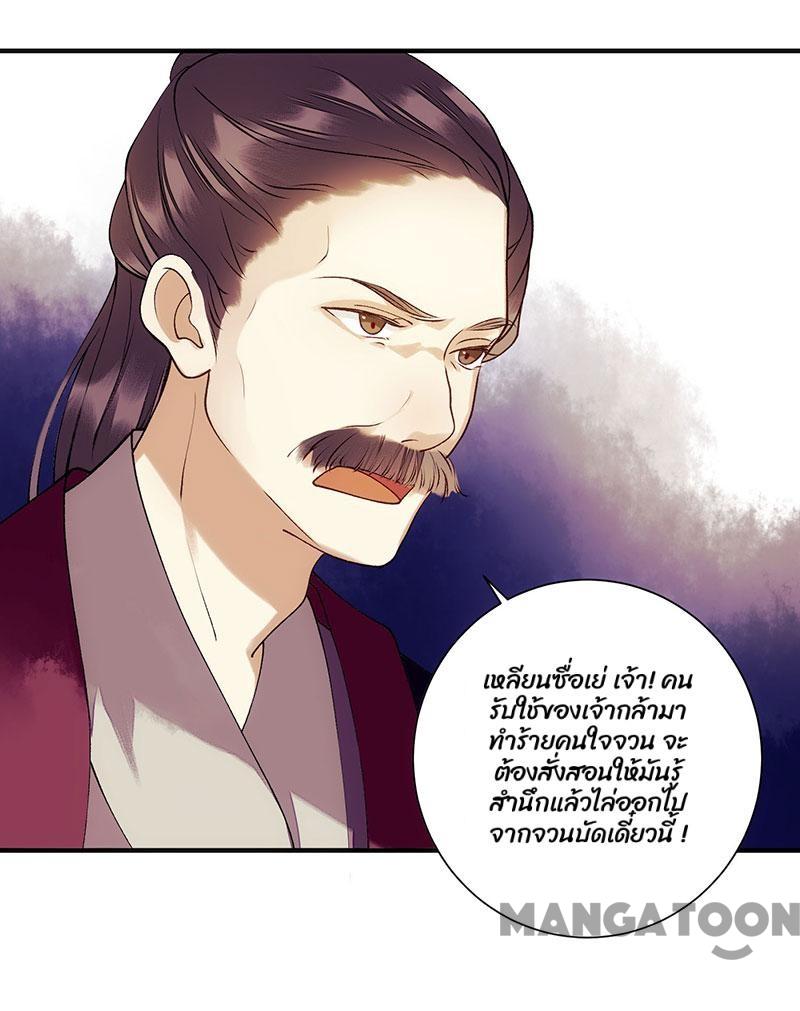 เหลียนซื่อเย่ เจ้า! คน
รับใช้ของเจ้ากล้ามา
ทำร้ายคนใจจวน จะ
ต้องสั่งสอนให้มันรู้
สำนึกแล้วไล่ออกไป
จากจวนบัดเดี๋ยวนี้ !
MANGATOON